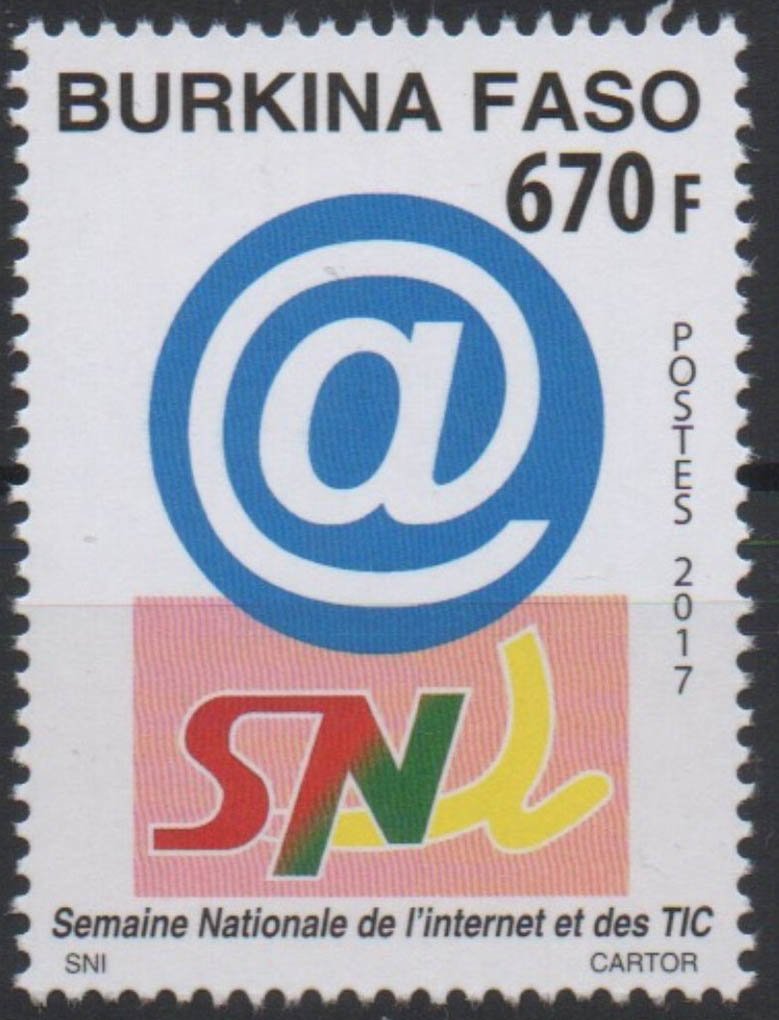 BURKINA FASO
670 F
@
POSTES 2017
SNI
Semaine Nationale de l'internet et des TIC
SNI
CARTOR